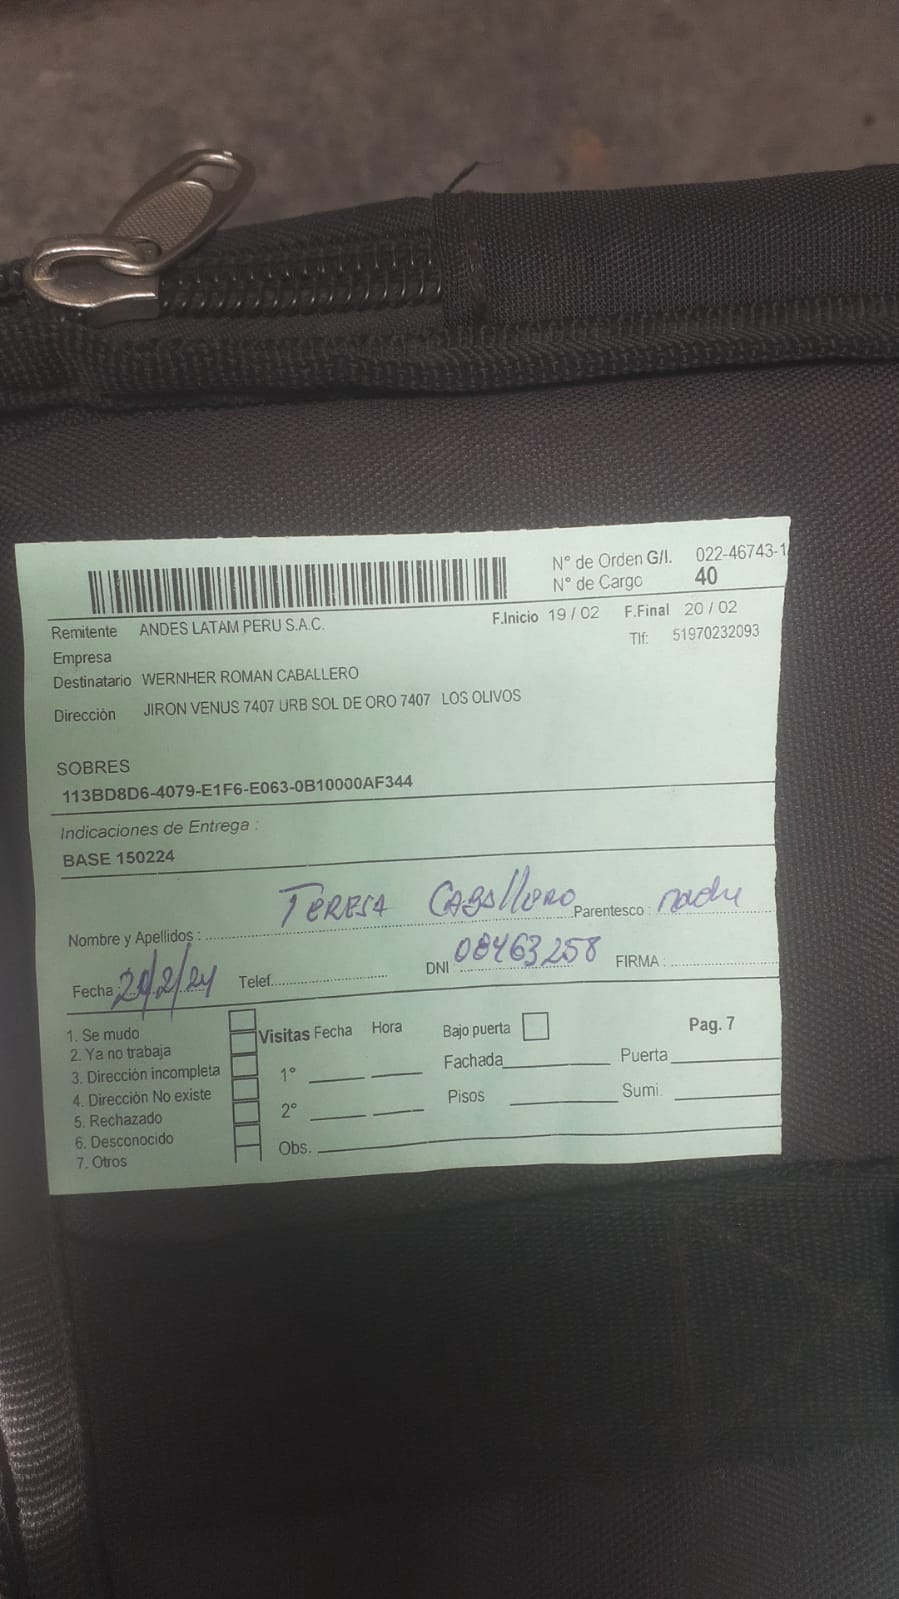 N° de Orden G/I. 022-46743-1
N° de Cargo 40
Remitente ANDES LATAM PERU S.A.C. F.Inicio 19 / 02 F.Final 20 / 02
Empresa Tlf: 51970232093
Destinatario WERNHER ROMAN CABALLERO
Dirección JIRON VENUS 7407 URB SOL DE ORO 7407 LOS OLIVOS
SOBRES
113BD8D6-4079-E1F6-E063-0B10000AF344
Indicaciones de Entrega :
BASE 150224
Nombre y Apellidos : TERESA CABALLERO Parentesco : madre
Fecha : /2/24 Telef. DNI : 08463258 FIRMA :
1. Se mudo
2. Ya no trabaja
3. Dirección incompleta
4. Dirección No existe
5. Rechazado
6. Desconocido
7. Otros
Visitas Fecha Hora
1°
2°
Obs.
Bajo puerta Pag. 7
Fachada Puerta
Pisos Sumi.